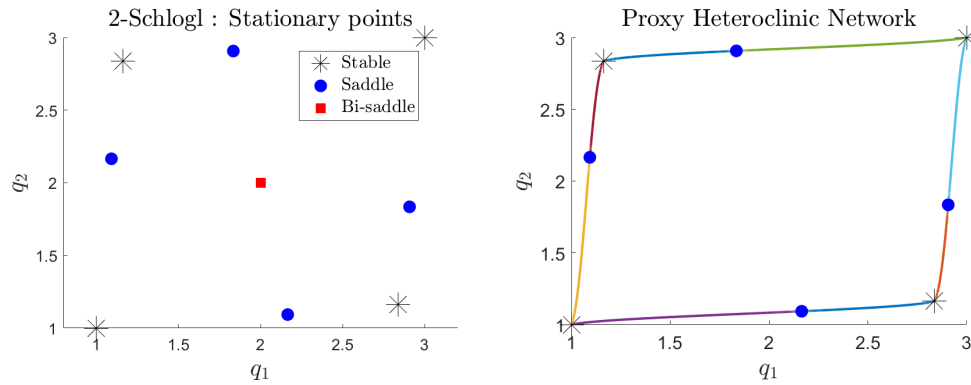 2-Schlogl : Stationary points
3
2.5
2
1.5
1
q2
1
1.5
2
2.5
3
q1
Stable
Saddle
Bi-saddle
Proxy Heteroclinic Network
3
2.5
2
1.5
1
q2
1
1.5
2
2.5
3
q1